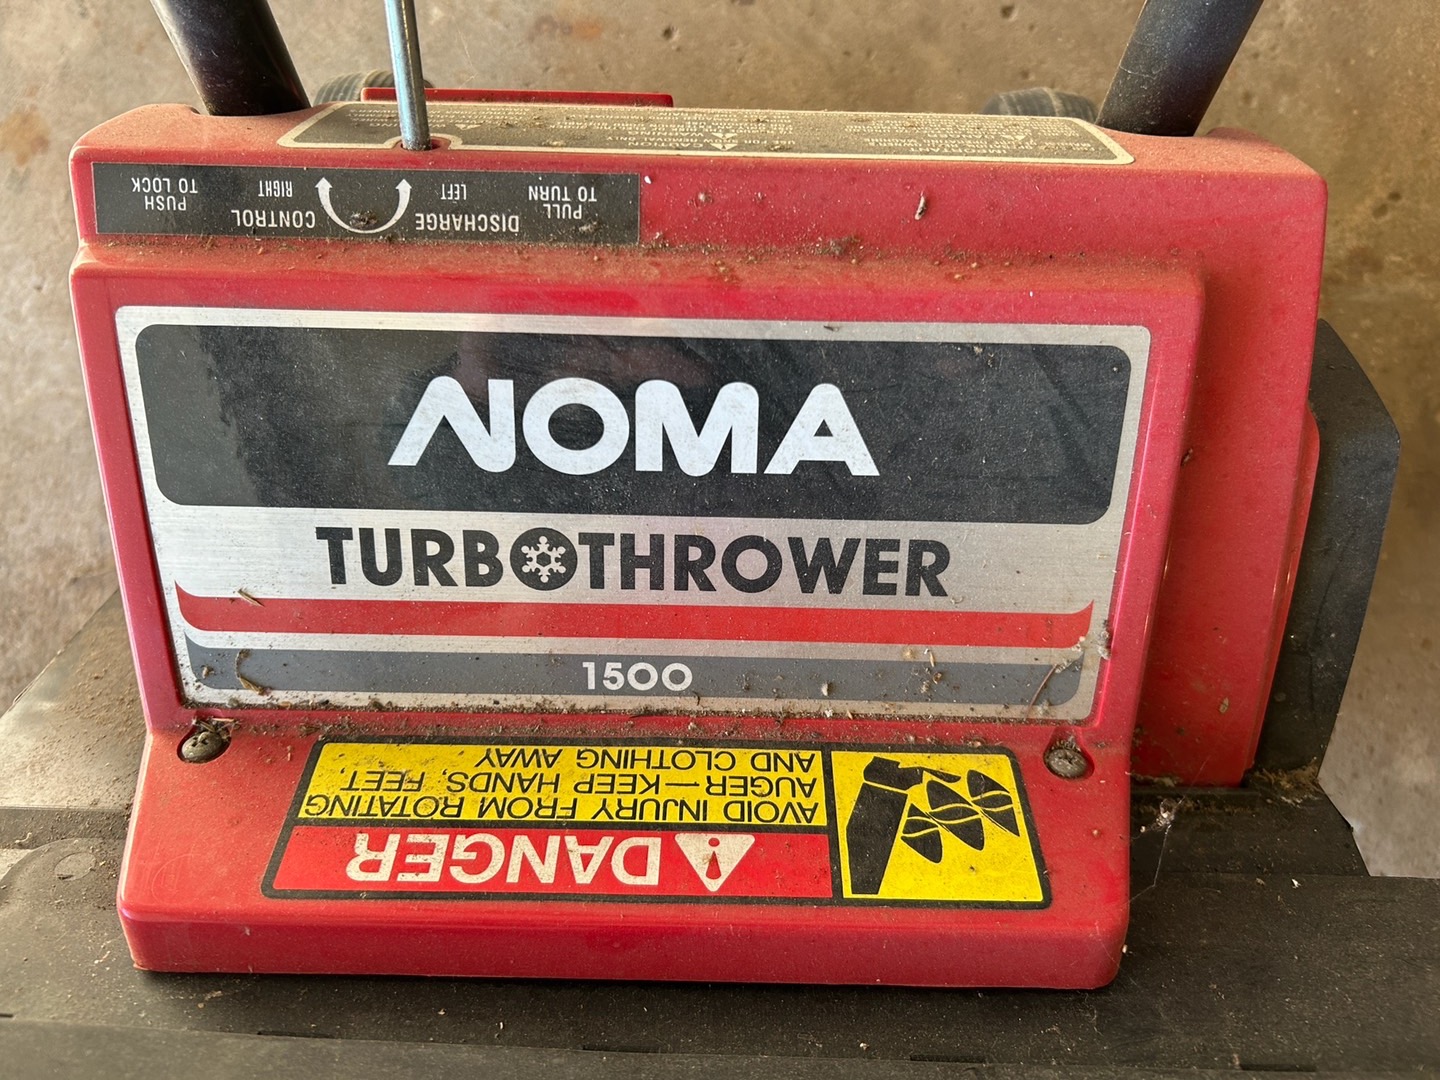 CAUTION
PUSH
TO LOCK
CONTROL
RIGHT
DISCHARGE
LEFT
PULL
TO TURN
NOMA
TURBOTHROWER
1500
DANGER
AVOID INJURY FROM ROTATING
AUGER—KEEP HANDS, FEET,
AND CLOTHING AWAY